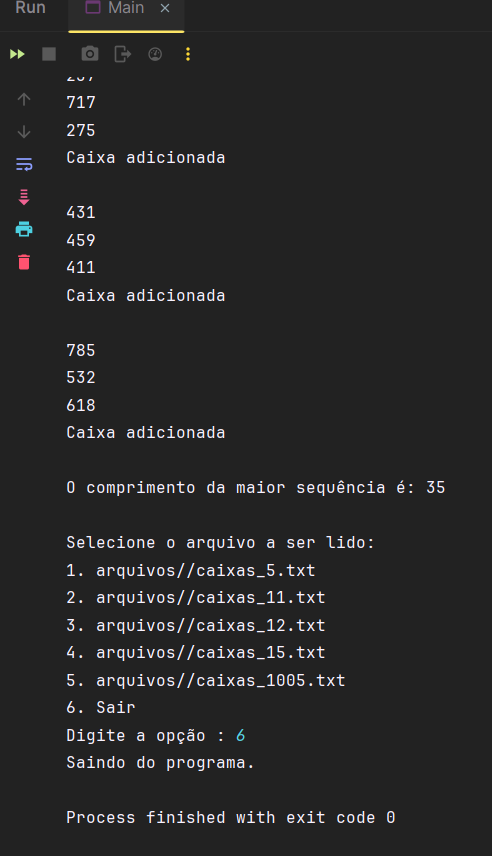 Run
Main
717
275
Caixa adicionada
431
459
411
Caixa adicionada
785
532
618
Caixa adicionada
O comprimento da maior sequência é: 35
Selecione o arquivo a ser lido:
1. arquivos//caixas_5.txt
2. arquivos//caixas_11.txt
3. arquivos//caixas_12.txt
4. arquivos//caixas_15.txt
5. arquivos//caixas_1005.txt
6. Sair
Digite a opção : 6
Saindo do programa.
Process finished with exit code 0